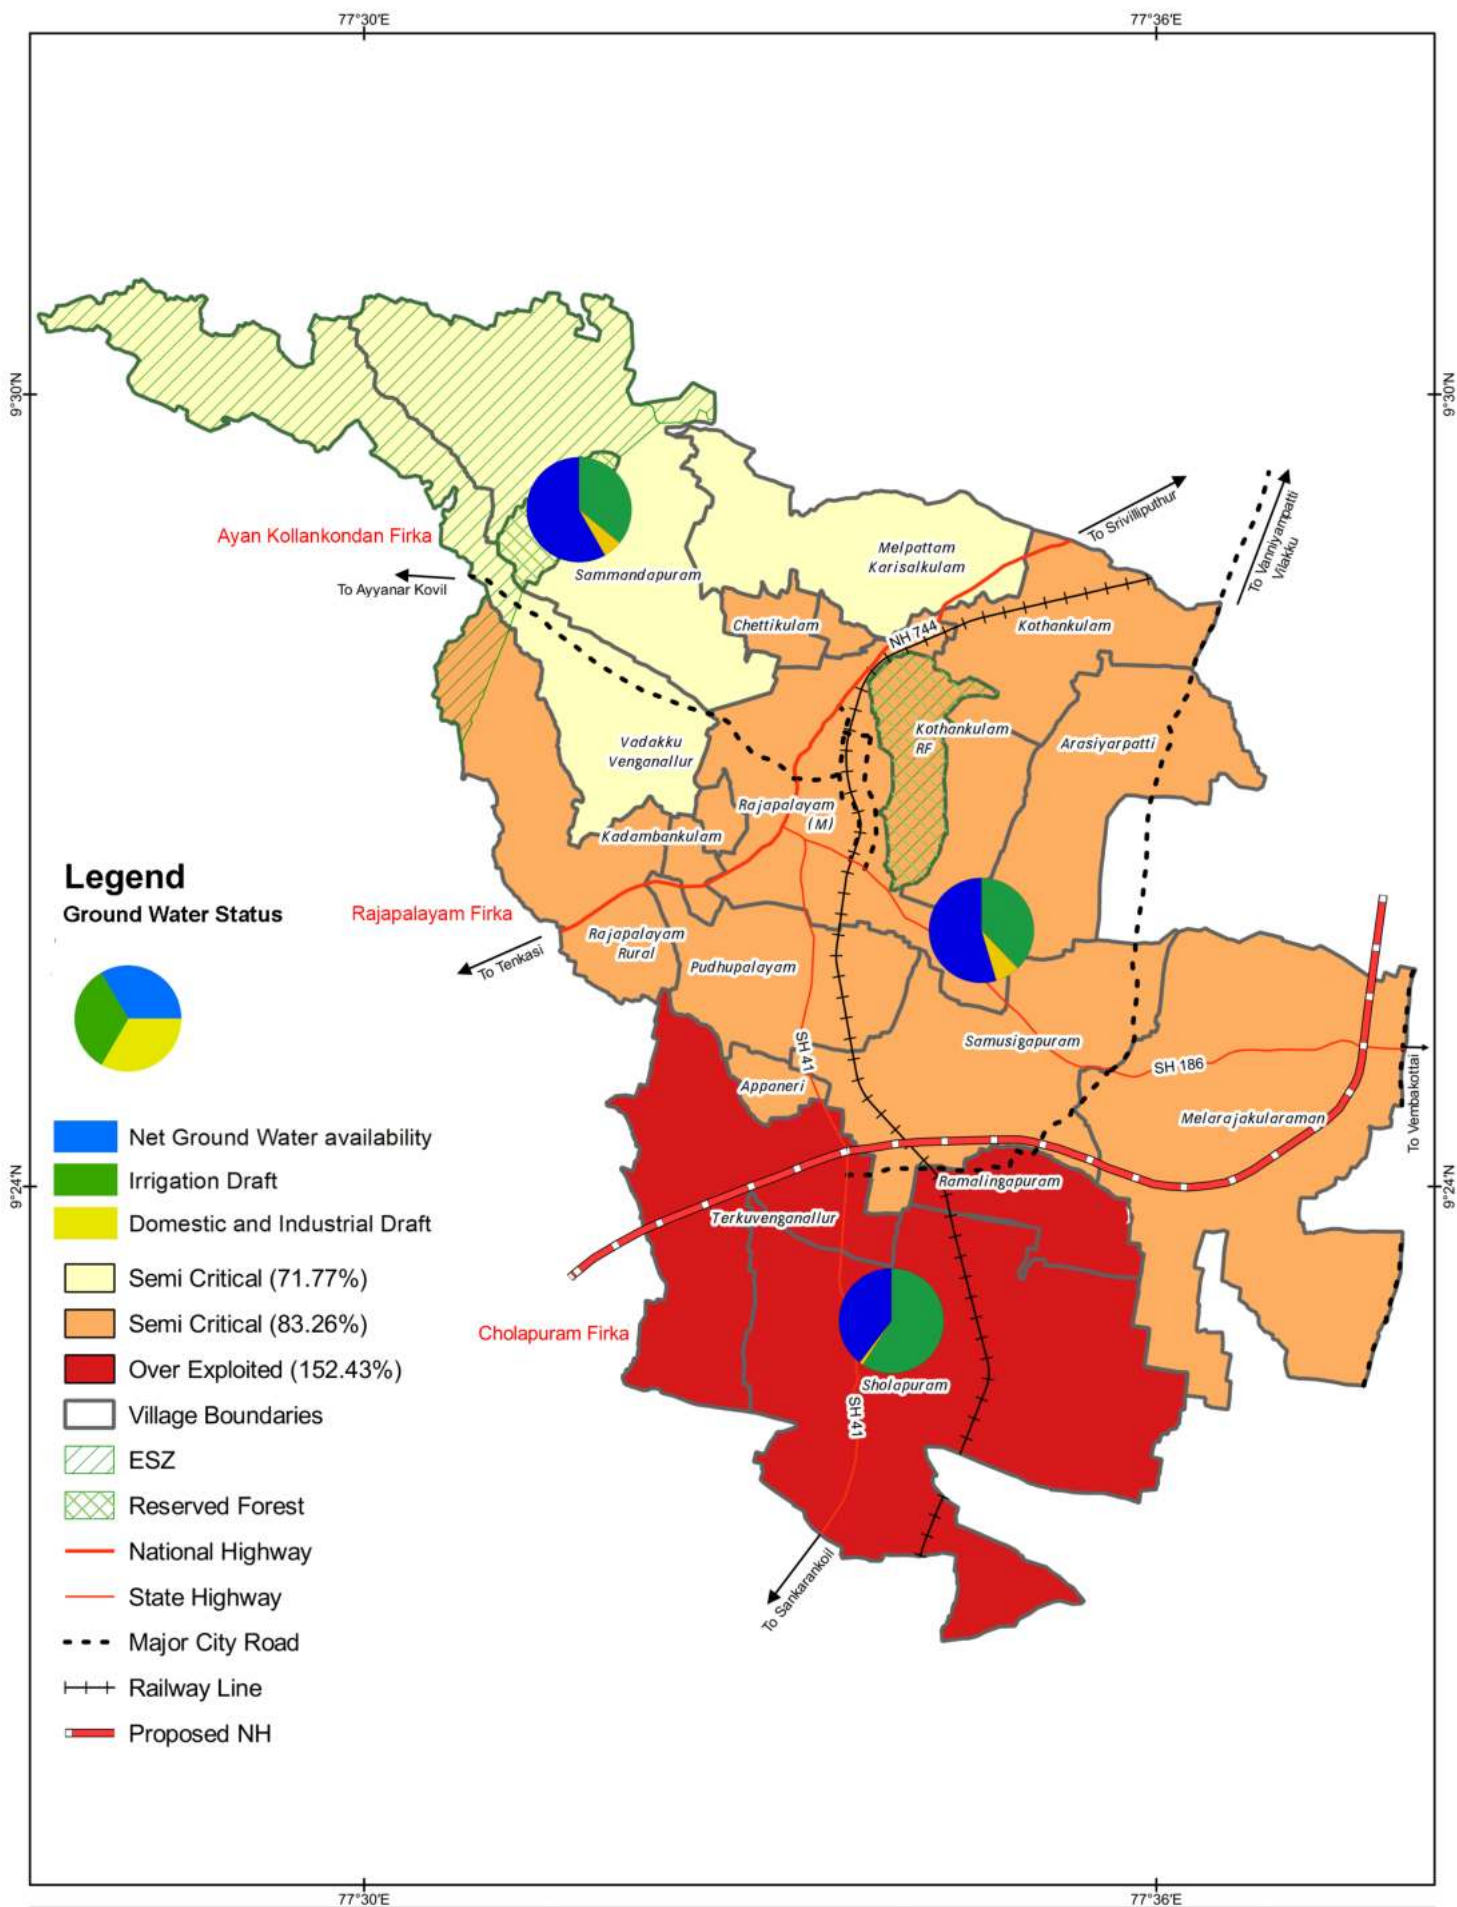 77°30'E
77°36'E
9°30'N
9°30'N
To Srivilliputhur
To Vanniyampatti
Vilakku
Ayan Kollankondan Firka
Melpattam
Karisalkulam
Sammandapuram
To Ayyanar Kovil
Chettikulam
NH 744
Kothankulam
Kothankulam
RF
Arasiyarpatti
Vadakku
Venganallur
Rajapalayam
(M)
Kadambankulam
Legend
Ground Water Status
Rajapalayam Firka
Rajapalayam
Rural
To Tenkasi
Pudhupalayam
SH 41
Samusigapuram
SH 186
To Vembakottai
Appaneri
Melarajakularaman
Net Ground Water availability
Irrigation Draft
Domestic and Industrial Draft
Semi Critical (71.77%)
Semi Critical (83.26%)
Over Exploited (152.43%)
Village Boundaries
ESZ
Reserved Forest
National Highway
State Highway
Major City Road
Railway Line
Proposed NH
9°24'N
9°24'N
Ramalingapuram
Terkuvenganallur
Cholapuram Firka
Sholapuram
SH 41
To Sankarankoil
77°30'E
77°36'E